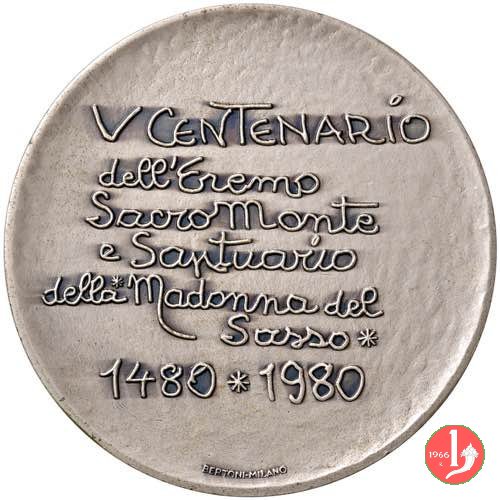 V CENTENARIO
dell'Eremo
Sacro Monte
e Santuario
della*Madonna del
Sasso*
1480*1980
BERTONI-MILANO
1966